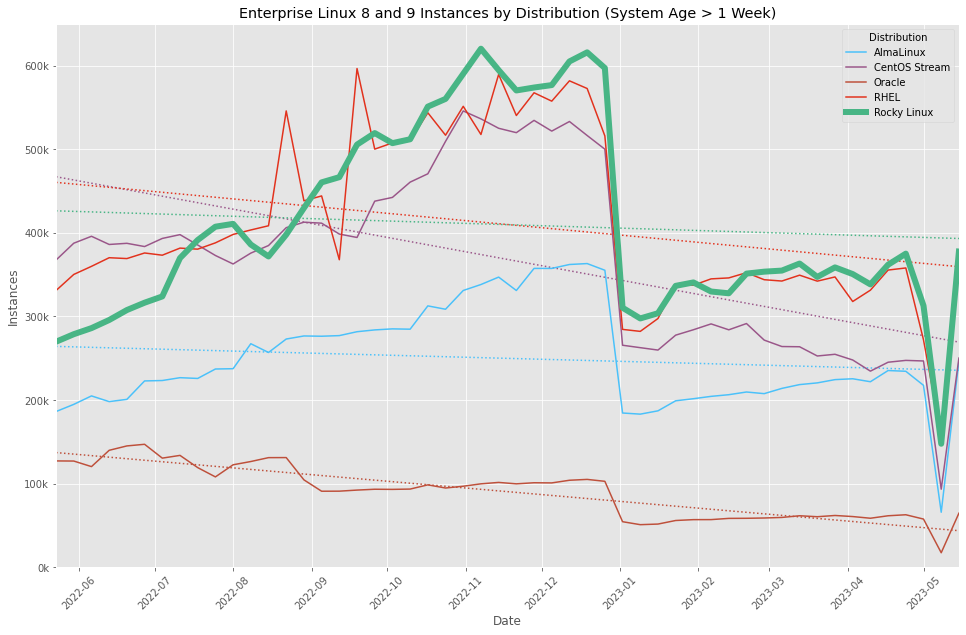 Enterprise Linux 8 and 9 Instances by Distribution (System Age > 1 Week)
Distribution
AlmaLinux
CentOS Stream
Oracle
RHEL
Rocky Linux
Instances
600k
500k
400k
300k
200k
100k
0k
2022-06
2022-07
2022-08
2022-09
2022-10
2022-11
2022-12
2023-01
2023-02
2023-03
2023-04
2023-05
Date